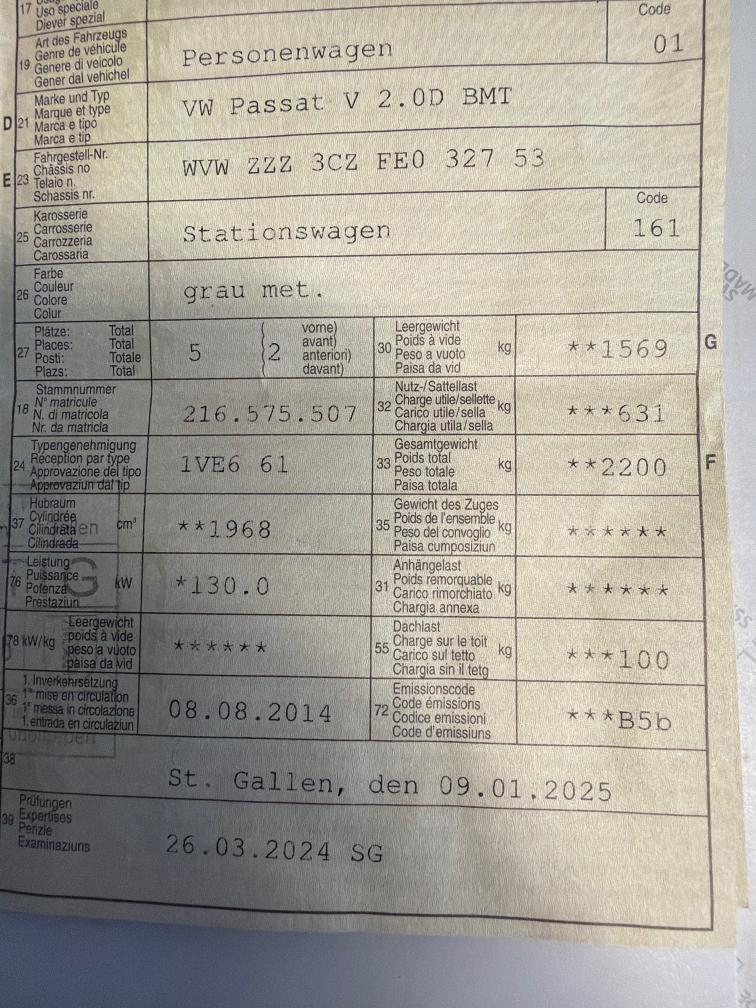 17 Uso speciale
Diever spezial
Code
19 Art des Fahrzeugs
Genre de véhicule
Genere di veicolo
Gener dal vehichel
Personenwagen
01
D 21 Marke und Typ
Marque et type
Marca e tipo
Marca e tip
VW Passat V 2.0D BMT
E 23 Fahrgestell-Nr.
Châssis no
Telaio n.
Schassis nr.
WVW ZZZ 3CZ FE0 327 53
25 Karosserie
Carrosserie
Carrozzeria
Carossaria
Stationswagen
Code
161
26 Farbe
Couleur
Colore
Colur
grau met.
27 Plätze: Total
Places: Total
Posti: Totale
Plazs: Total
5 (2 vorne)
avant)
anteriori)
davant)
30 Leergewicht
Poids à vide
Peso a vuoto
Paisa da vid
kg
**1569
G
18 Stammnummer
N° matricule
N. di matricola
Nr. da matricla
216.575.507
32 Nutz-/Sattellast
Charge utile/sellette
Carico utile/sella
Chargia utila/sella
kg
***631
24 Typengenehmigung
Réception par type
Approvazione del tipo
Approvaziun dal tip
1VE6 61
33 Gesamtgewicht
Poids total
Peso totale
Paisa totala
kg
**2200
F
37 Hubraum
Cylindrée
Cilindrata
Cilindrada
cm³
**1968
35 Gewicht des Zuges
Poids de l'ensemble
Peso del convoglio
Paisa cumposiziun
kg
******
76 Leistung
Puissance
Potenza
Prestaziun
kW
*130.0
31 Anhängelast
Poids remorquable
Carico rimorchiato
Chargia annexa
kg
******
78 kW/kg Leergewicht
poids à vide
peso a vuoto
paisa da vid
******
55 Dachlast
Charge sur le toit
Carico sul tetto
Chargia sin il tetg
kg
***100
36 1. Inverkehrsetzung
1re mise en circulation
1a messa in circolazione
1. entrada en circulaziun
08.08.2014
72 Emissionscode
Code émissions
Codice emissioni
Code d'emissiuns
***B5b
38
St. Gallen, den 09.01.2025
39 Prüfungen
Expertises
Perizie
Examinaziuns
26.03.2024 SG